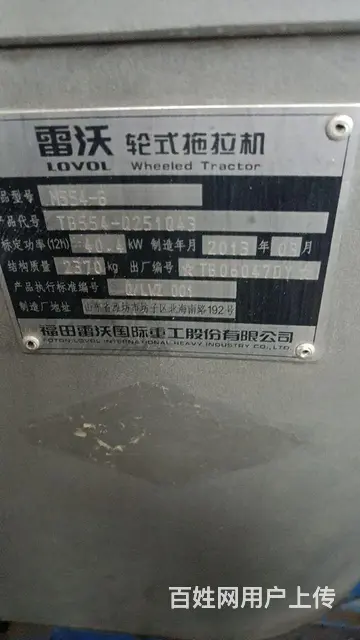 雷沃 轮式拖拉机
LOVOL Wheeled Tractor
产品型号 M554-B
产品代号 TB554-0251043
标定功率(12h) 40.4 kW 制造年月 2013 年 03 月
结构质量 2370 kg 出厂编号 ☆TB060470Y☆
产品执行标准编号 Q/LWZ 001
制造厂地址 山东省潍坊市坊子区北海南路192号
福田雷沃国际重工股份有限公司
FOTON LOVOL INTERNATIONAL HEAVY INDUSTRY CO.,LTD.
百姓网用户上传